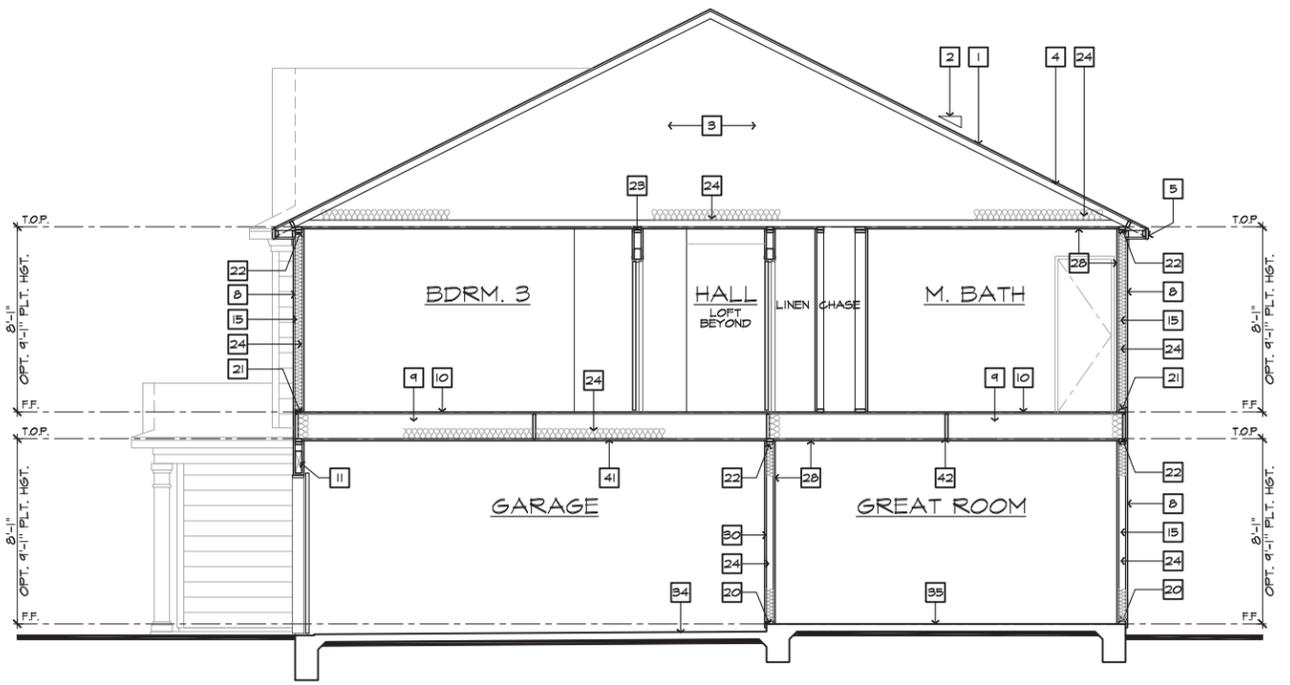 2 1 4 24
3
23 24 5
T.O.P. T.O.P.
22 28 22
8 BDRM. 3 HALL M. BATH 8
LOFT
BEYOND
LINEN CHASE
15 15
24 24
21 9 10 24 9 10 21
8'-1"
OPT. 9'-1" PLT. HGT.
8'-1"
OPT. 9'-1" PLT. HGT.
F.F. F.F.
T.O.P. T.O.P.
11 41 22 28 42 22
GARAGE GREAT ROOM 8
30 15
24 24
34 20 35 20
8'-1"
OPT. 9'-1" PLT. HGT.
8'-1"
OPT. 9'-1" PLT. HGT.
F.F. F.F.